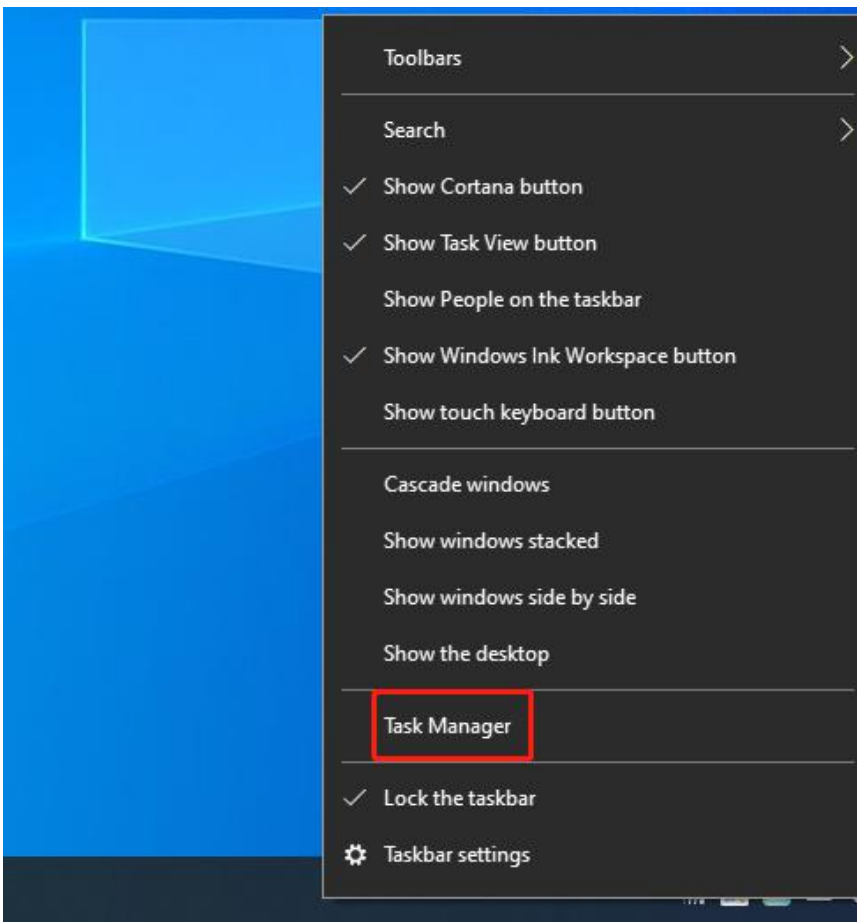 Toolbars
Search
Show Cortana button
Show Task View button
Show People on the taskbar
Show Windows Ink Workspace button
Show touch keyboard button
Cascade windows
Show windows stacked
Show windows side by side
Show the desktop
Task Manager
Lock the taskbar
Taskbar settings